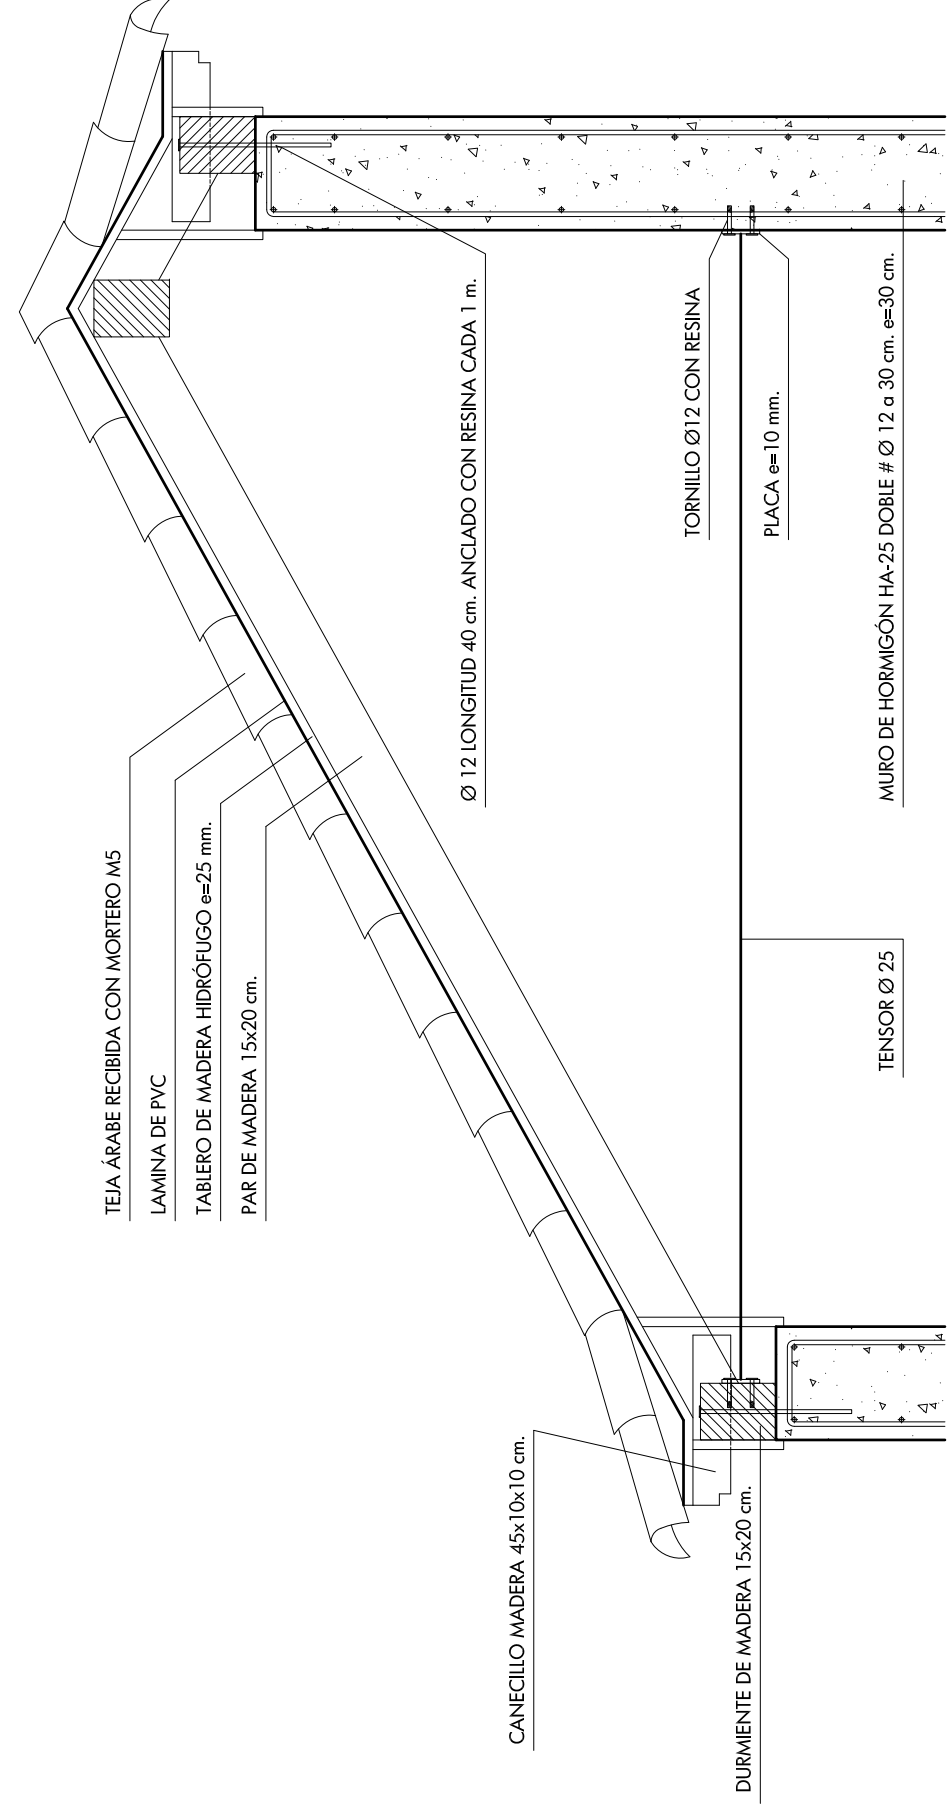 TEJA ÁRABE RECIBIDA CON MORTERO M5
LAMINA DE PVC
TABLERO DE MADERA HIDRÓFUGO e=25 mm.
PAR DE MADERA 15x20 cm.
Ø 12 LONGITUD 40 cm. ANCLADO CON RESINA CADA 1 m.
TORNILLO Ø12 CON RESINA
PLACA e=10 mm.
MURO DE HORMIGÓN HA-25 DOBLE # Ø 12 a 30 cm. e=30 cm.
TENSOR Ø 25
CANECILLO MADERA 45x10x10 cm.
DURMIENTE DE MADERA 15x20 cm.